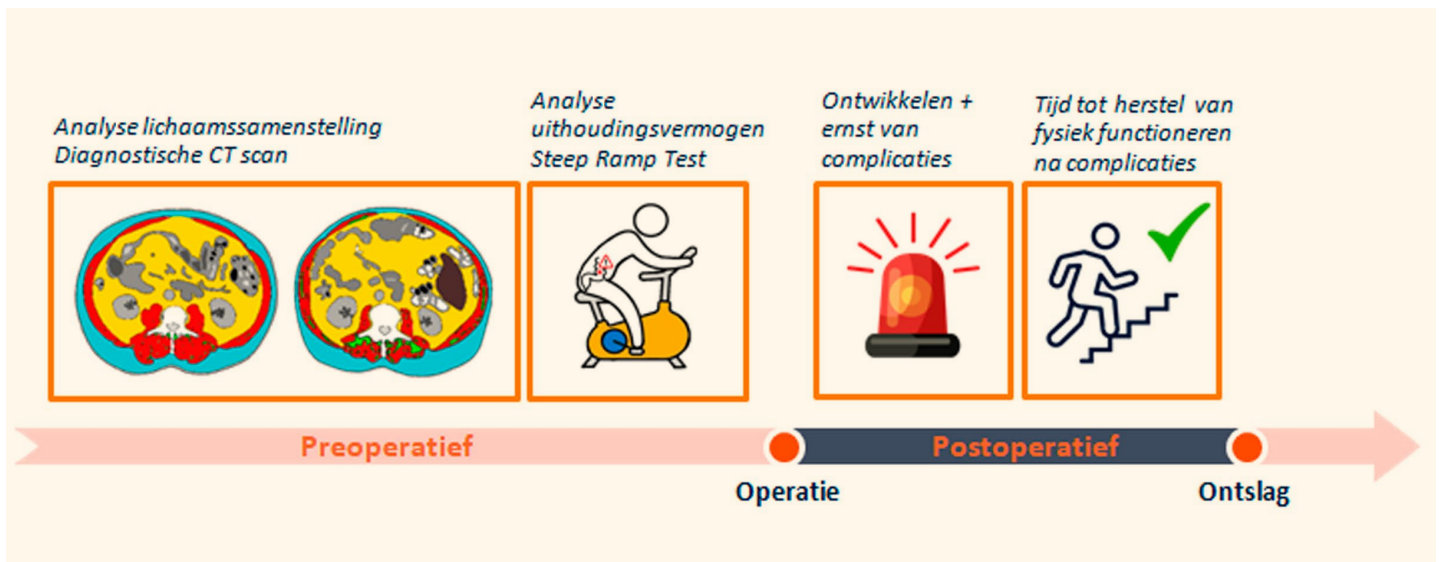 Analyse lichaamssamenstelling
Diagnostische CT scan
Analyse
uithoudingsvermogen
Steep Ramp Test
Ontwikkelen +
ernst van
complicaties
Tijd tot herstel van
fysiek functioneren
na complicaties
Preoperatief
Postoperatief
Operatie
Ontslag